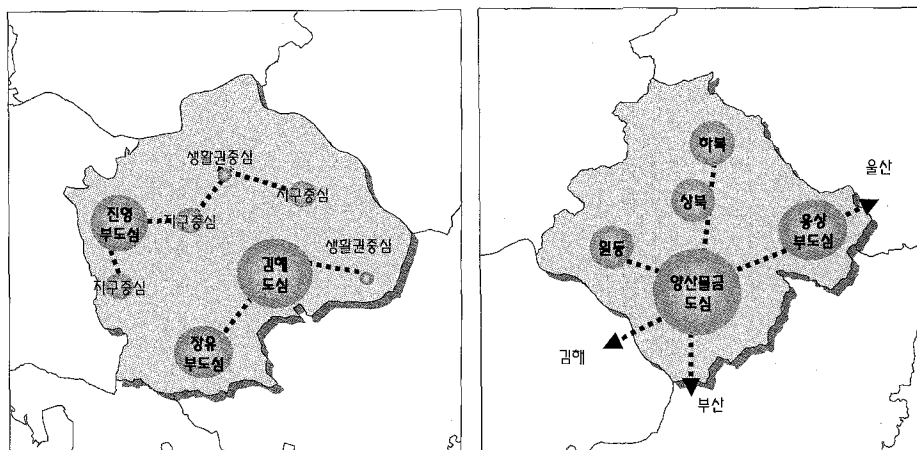 생활권중심
지구중심
진영
부도심
지구중심
생활권중심
김해
도심
지구중심
장유
부도심
하북
울산
상북
웅상
부도심
원동
양산물금
도심
김해
부산